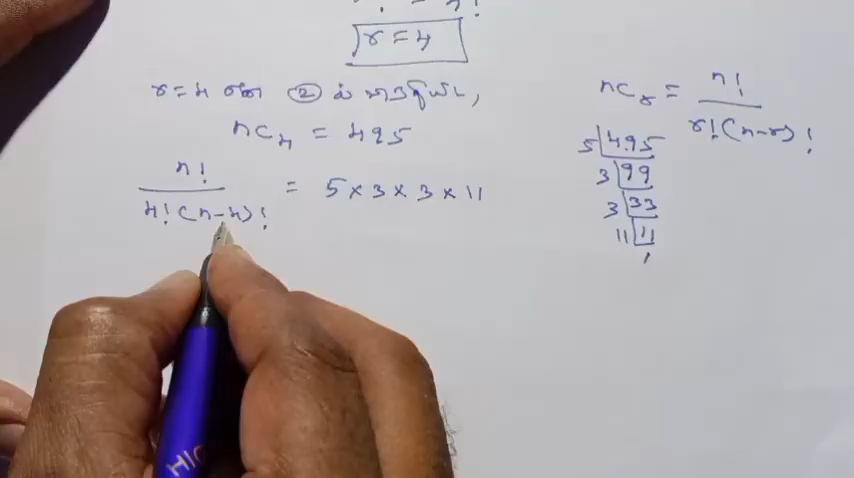 r = 4
r = 4 ஐ ② ல் பிரதியிட,
nC₄ = 495
n! / 4!(n-4)! = 5 × 3 × 3 × 11
nCr = n! / r!(n-r)!
5 | 495
3 | 99
3 | 33
11 | 11
1
HIC